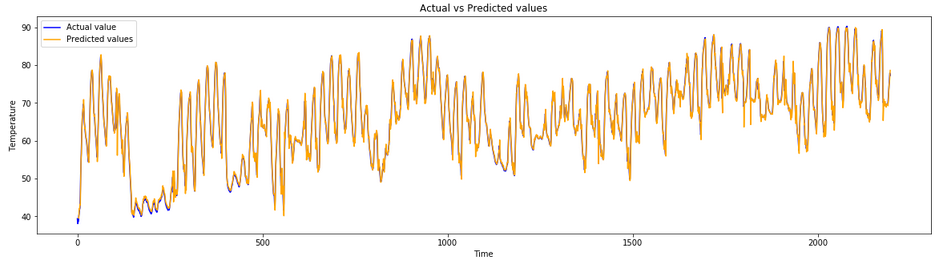 Actual vs Predicted values
Actual value
Predicted values
90
80
70
60
50
40
Temperature
0 500 1000 1500 2000
Time